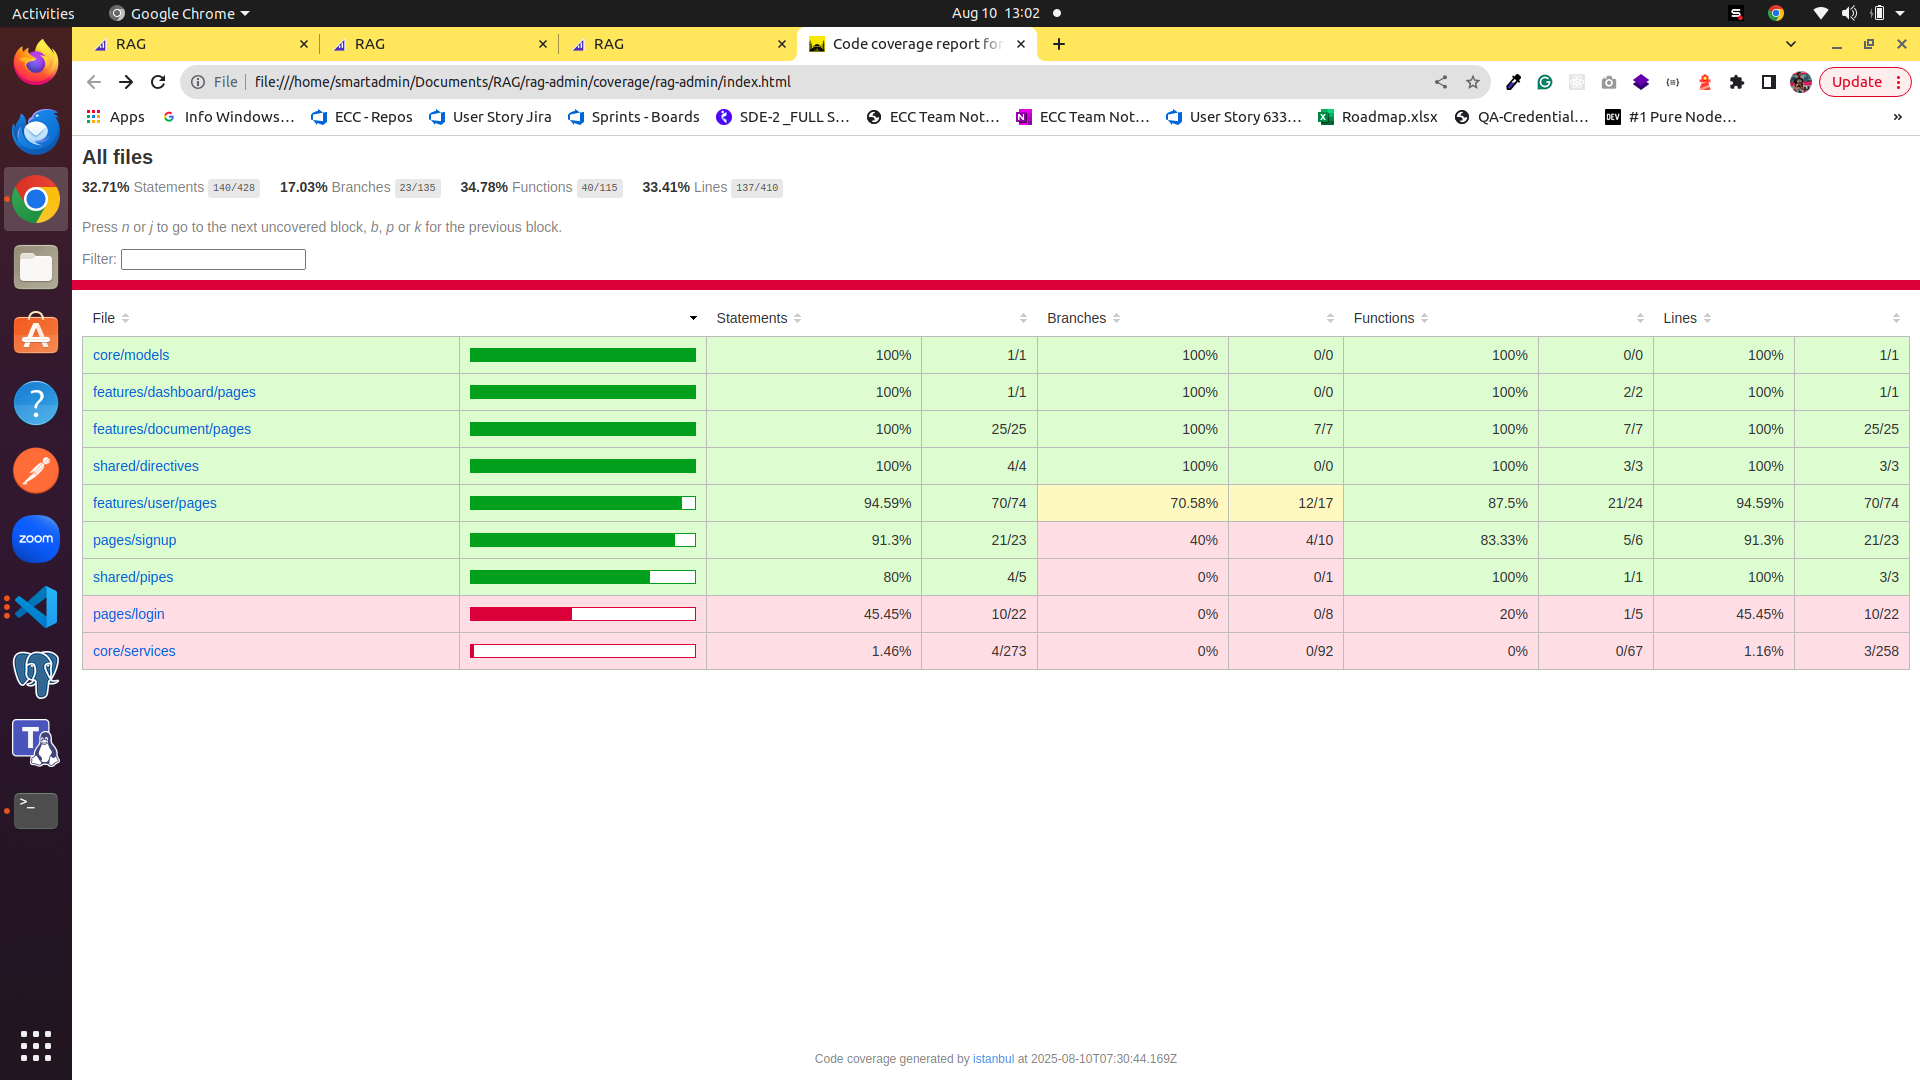 Activities Google Chrome Aug 10 13:02
RAG RAG RAG Code coverage report for
File file:///home/smartadmin/Documents/RAG/rag-admin/coverage/rag-admin/index.html Update
Apps Info Windows... ECC - Repos User Story Jira Sprints - Boards SDE-2 _FULL S... ECC Team Not... ECC Team Not... User Story 633... Roadmap.xlsx QA-Credential... DEV #1 Pure Node... »
All files
32.71% Statements 140/428 17.03% Branches 23/135 34.78% Functions 40/115 33.41% Lines 137/410
Press n or j to go to the next uncovered block, b, p or k for the previous block.
Filter:
File Statements Branches Functions Lines
core/models 100% 1/1 100% 0/0 100% 0/0 100% 1/1
features/dashboard/pages 100% 1/1 100% 0/0 100% 2/2 100% 1/1
features/document/pages 100% 25/25 100% 7/7 100% 7/7 100% 25/25
shared/directives 100% 4/4 100% 0/0 100% 3/3 100% 3/3
features/user/pages 94.59% 70/74 70.58% 12/17 87.5% 21/24 94.59% 70/74
pages/signup 91.3% 21/23 40% 4/10 83.33% 5/6 91.3% 21/23
shared/pipes 80% 4/5 0% 0/1 100% 1/1 100% 3/3
pages/login 45.45% 10/22 0% 0/8 20% 1/5 45.45% 10/22
core/services 1.46% 4/273 0% 0/92 0% 0/67 1.16% 3/258
zoom
T
>_
Code coverage generated by istanbul at 2025-08-10T07:30:44.169Z